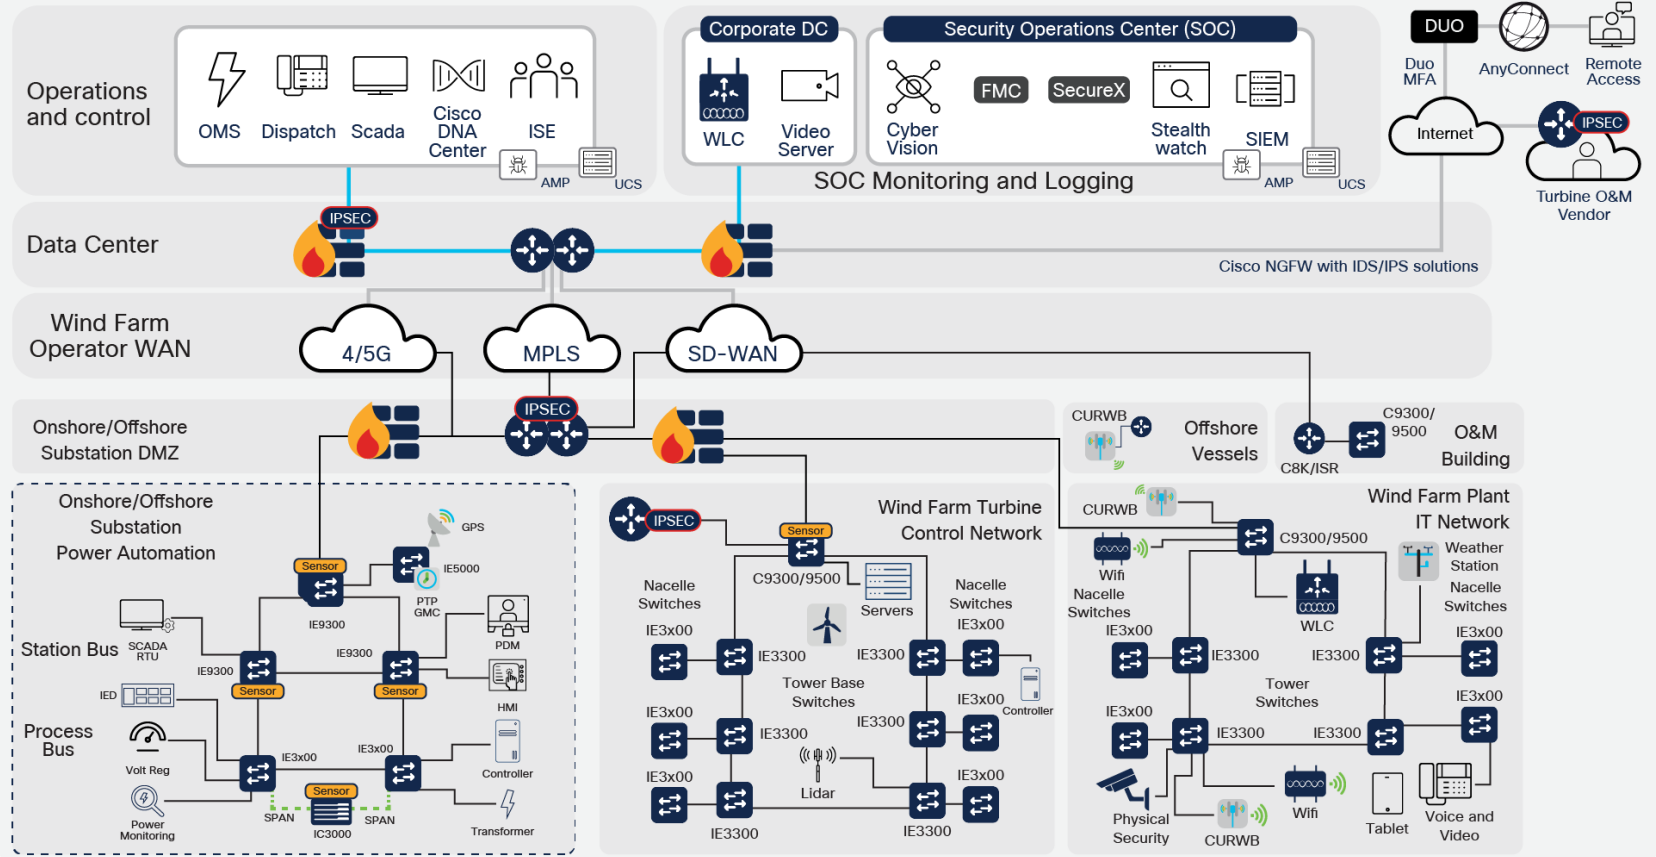 Operations
and control
OMS
Dispatch
Scada
Cisco
DNA
Center
ISE
AMP
UCS
Corporate DC
WLC
Video
Server
Security Operations Center (SOC)
Cyber
Vision
FMC
SecureX
Stealth
watch
SIEM
AMP
UCS
SOC Monitoring and Logging
DUO
Duo
MFA
AnyConnect
Remote
Access
Internet
IPSEC
Turbine O&M
Vendor
Data Center
IPSEC
Cisco NGFW with IDS/IPS solutions
Wind Farm
Operator WAN
4/5G
MPLS
SD-WAN
Onshore/Offshore
Substation DMZ
IPSEC
CURWB
Offshore
Vessels
C8K/ISR
C9300/
9500
O&M
Building
Onshore/Offshore
Substation
Power Automation
GPS
Sensor
IE5000
PTP
GMC
IE9300
Station Bus
SCADA
RTU
IE9300
Sensor
IE9300
Sensor
PDM
HMI
IED
Process
Bus
Volt Reg
IE3x00
IE3x00
Controller
Power
Monitoring
SPAN
Sensor
IC3000
SPAN
Transformer
Wind Farm Turbine
Control Network
IPSEC
Sensor
C9300/9500
Servers
Nacelle
Switches
Nacelle
Switches
IE3x00
IE3300
IE3300
IE3x00
Controller
Tower Base
Switches
IE3x00
IE3300
IE3300
IE3x00
Lidar
IE3x00
IE3300
IE3300
IE3x00
Wind Farm Plant
IT Network
CURWB
C9300/9500
Wifi
Weather
Station
Nacelle
Switches
Nacelle
Switches
WLC
IE3x00
IE3300
IE3300
IE3x00
Tower
Switches
IE3x00
IE3300
IE3300
IE3x00
Physical
Security
CURWB
Wifi
Tablet
Voice and
Video